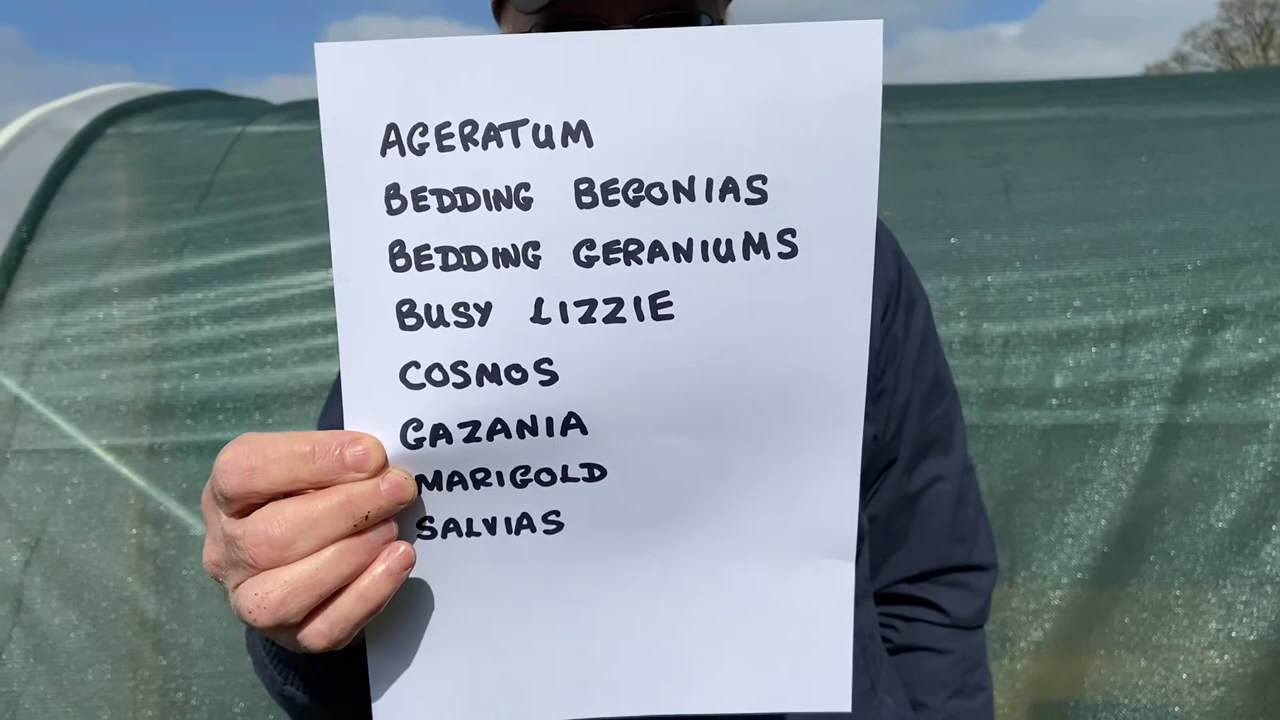 AGERATUM
BEDDING BEGONIAS
BEDDING GERANIUMS
BUSY LIZZIE
COSMOS
GAZANIA
MARIGOLD
SALVIAS